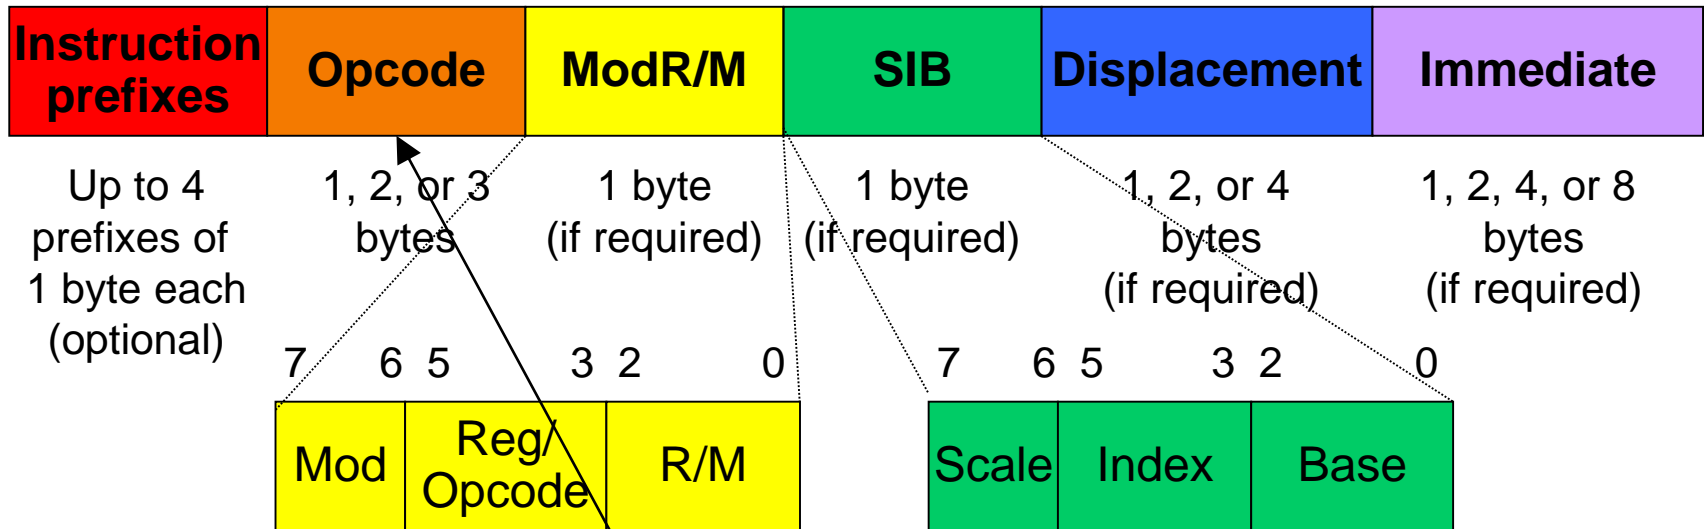 Instruction
prefixes
Opcode
ModR/M
SIB
Displacement
Immediate
Up to 4
prefixes of
1 byte each
(optional)
1, 2, or 3
bytes
1 byte
(if required)
1 byte
(if required)
1, 2, or 4
bytes
(if required)
1, 2, 4, or 8
bytes
(if required)
7 6 5 3 2 0
Mod
Reg/
Opcode
R/M
7 6 5 3 2 0
Scale
Index
Base